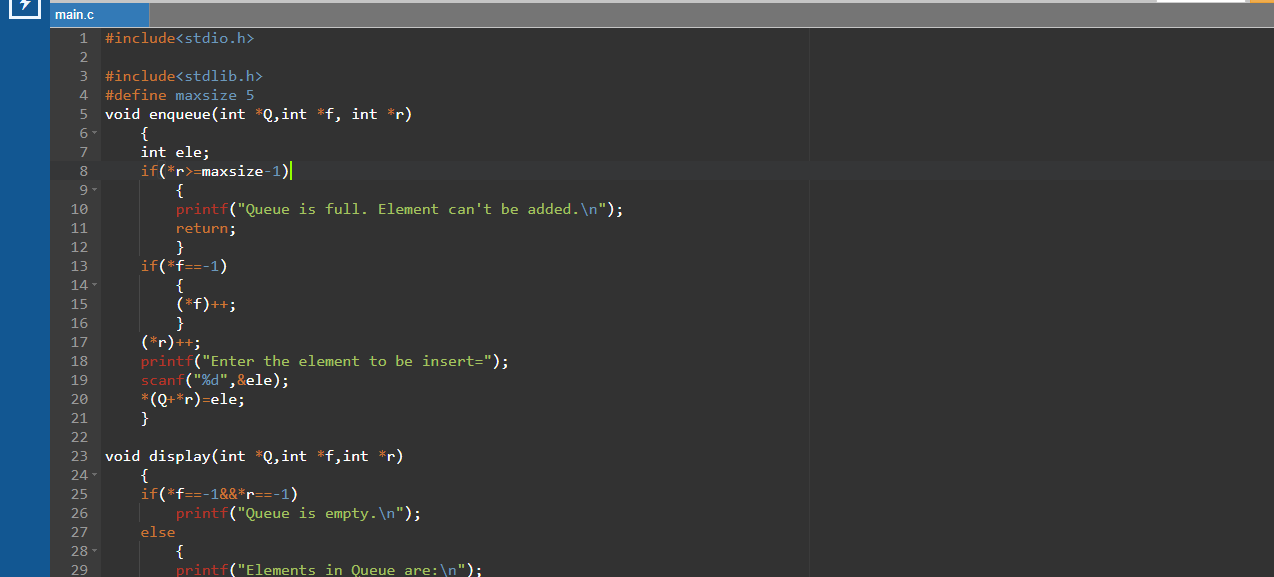 main.c
1 #include<stdio.h>
2
3 #include<stdlib.h>
4 #define maxsize 5
5 void enqueue(int *Q,int *f, int *r)
6 {
7 int ele;
8 if(*r>=maxsize-1)
9 {
10 printf("Queue is full. Element can't be added.\n");
11 return;
12 }
13 if(*f==-1)
14 {
15 (*f)++;
16 }
17 (*r)++;
18 printf("Enter the element to be insert=");
19 scanf("%d",&ele);
20 *(Q+*r)=ele;
21 }
22
23 void display(int *Q,int *f,int *r)
24 {
25 if(*f==-1&&*r==-1)
26 printf("Queue is empty.\n");
27 else
28 {
29 printf("Elements in Queue are:\n");